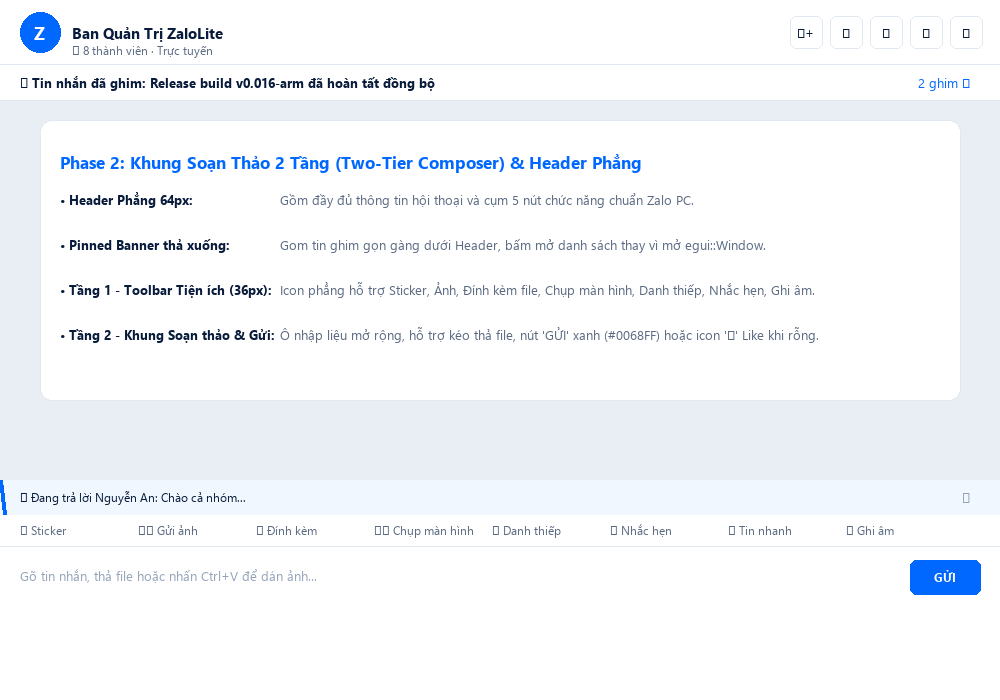 Z
Ban Quản Trị ZaloLite
8 thành viên · Trực tuyến
+
Tin nhắn đã ghim: Release build v0.016-arm đã hoàn tất đồng bộ
2 ghim
Phase 2: Khung Soạn Thảo 2 Tầng (Two-Tier Composer) & Header Phẳng
• Header Phẳng 64px: Gồm đầy đủ thông tin hội thoại và cụm 5 nút chức năng chuẩn Zalo PC.
• Pinned Banner thả xuống: Gom tin ghim gọn gàng dưới Header, bấm mở danh sách thay vì mở egui::Window.
• Tầng 1 - Toolbar Tiện ích (36px): Icon phẳng hỗ trợ Sticker, Ảnh, Đính kèm file, Chụp màn hình, Danh thiếp, Nhắc hẹn, Ghi âm.
• Tầng 2 - Khung Soạn thảo & Gửi: Ô nhập liệu mở rộng, hỗ trợ kéo thả file, nút 'GỬI' xanh (#0068FF) hoặc icon '▯' Like khi rỗng.
Đang trả lời Nguyễn An: Chào cả nhóm...
Sticker Gửi ảnh Đính kèm Chụp màn hình Danh thiếp Nhắc hẹn Tin nhanh Ghi âm
Gõ tin nhắn, thả file hoặc nhấn Ctrl+V để dán ảnh...
GỬI